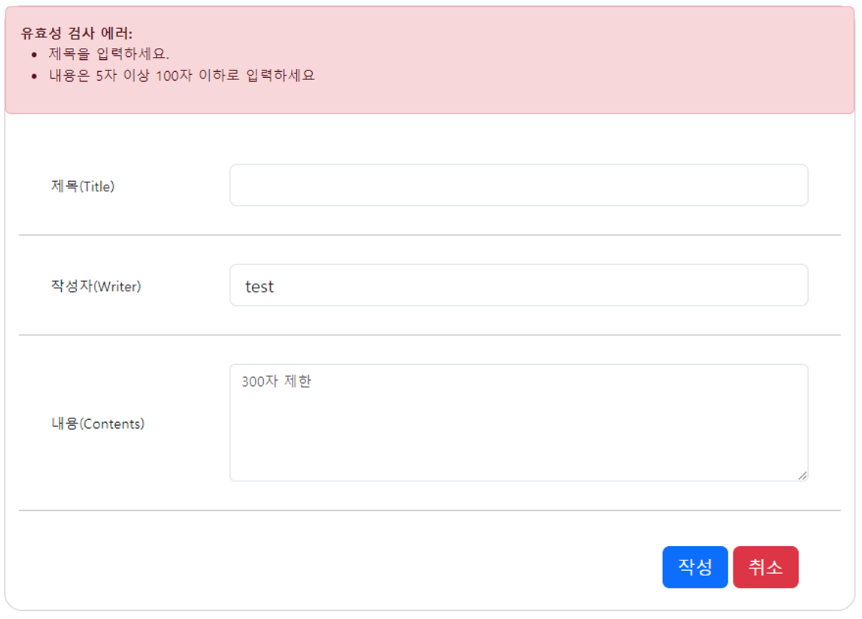 유효성 검사 에러:
제목을 입력하세요.
내용은 5자 이상 100자 이하로 입력하세요
제목(Title)
작성자(Writer)
test
내용(Contents)
300자 제한
작성
취소